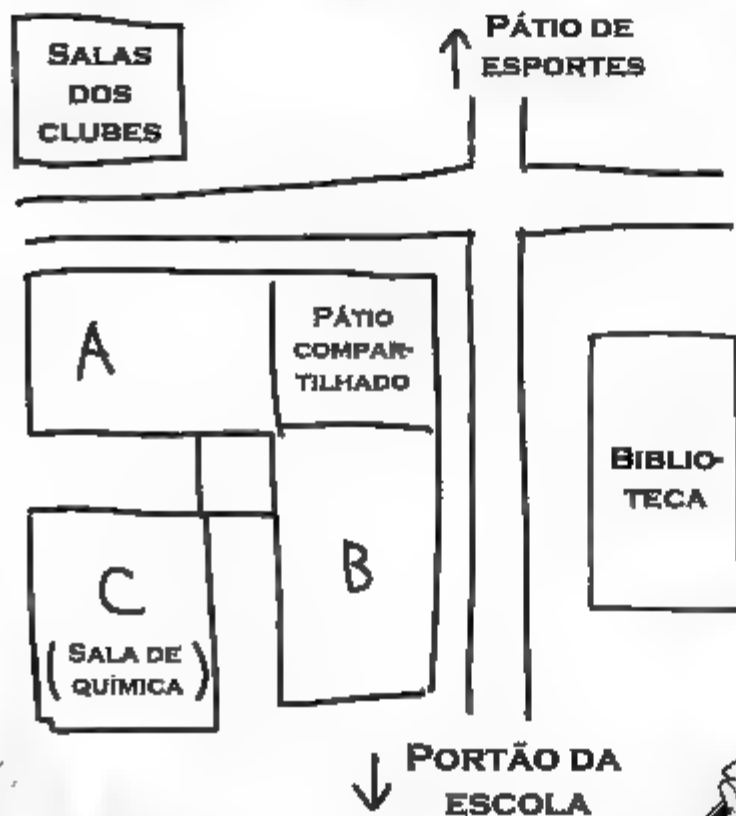 SALAS
DOS
CLUBES
↑ PÁTIO DE
ESPORTES
A
PÁTIO
COMPAR-
TILHADO
BIBLIO-
TECA
B
C
(SALA DE
QUÍMICA)
↓ PORTÃO DA
ESCOLA